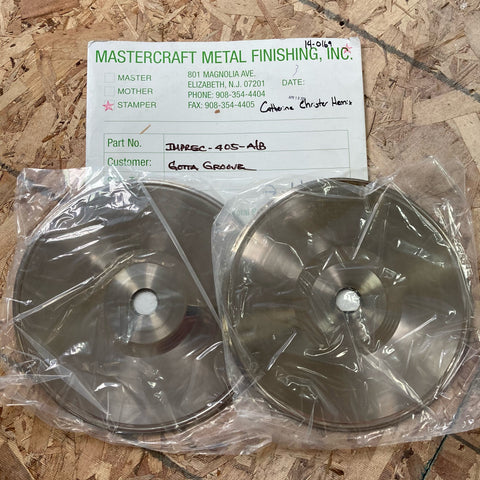 14-0169
MASTERCRAFT METAL FINISHING, INC.
MASTER
801 MAGNOLIA AVE.
MOTHER
ELIZABETH, N.J. 07201
DATE:
STAMPER
PHONE: 908-354-4404
FAX: 908-354-4405
Catherine Christer Hennix
Part No.
IMPREC-405-A/B
Customer:
GOTTA GROOVE